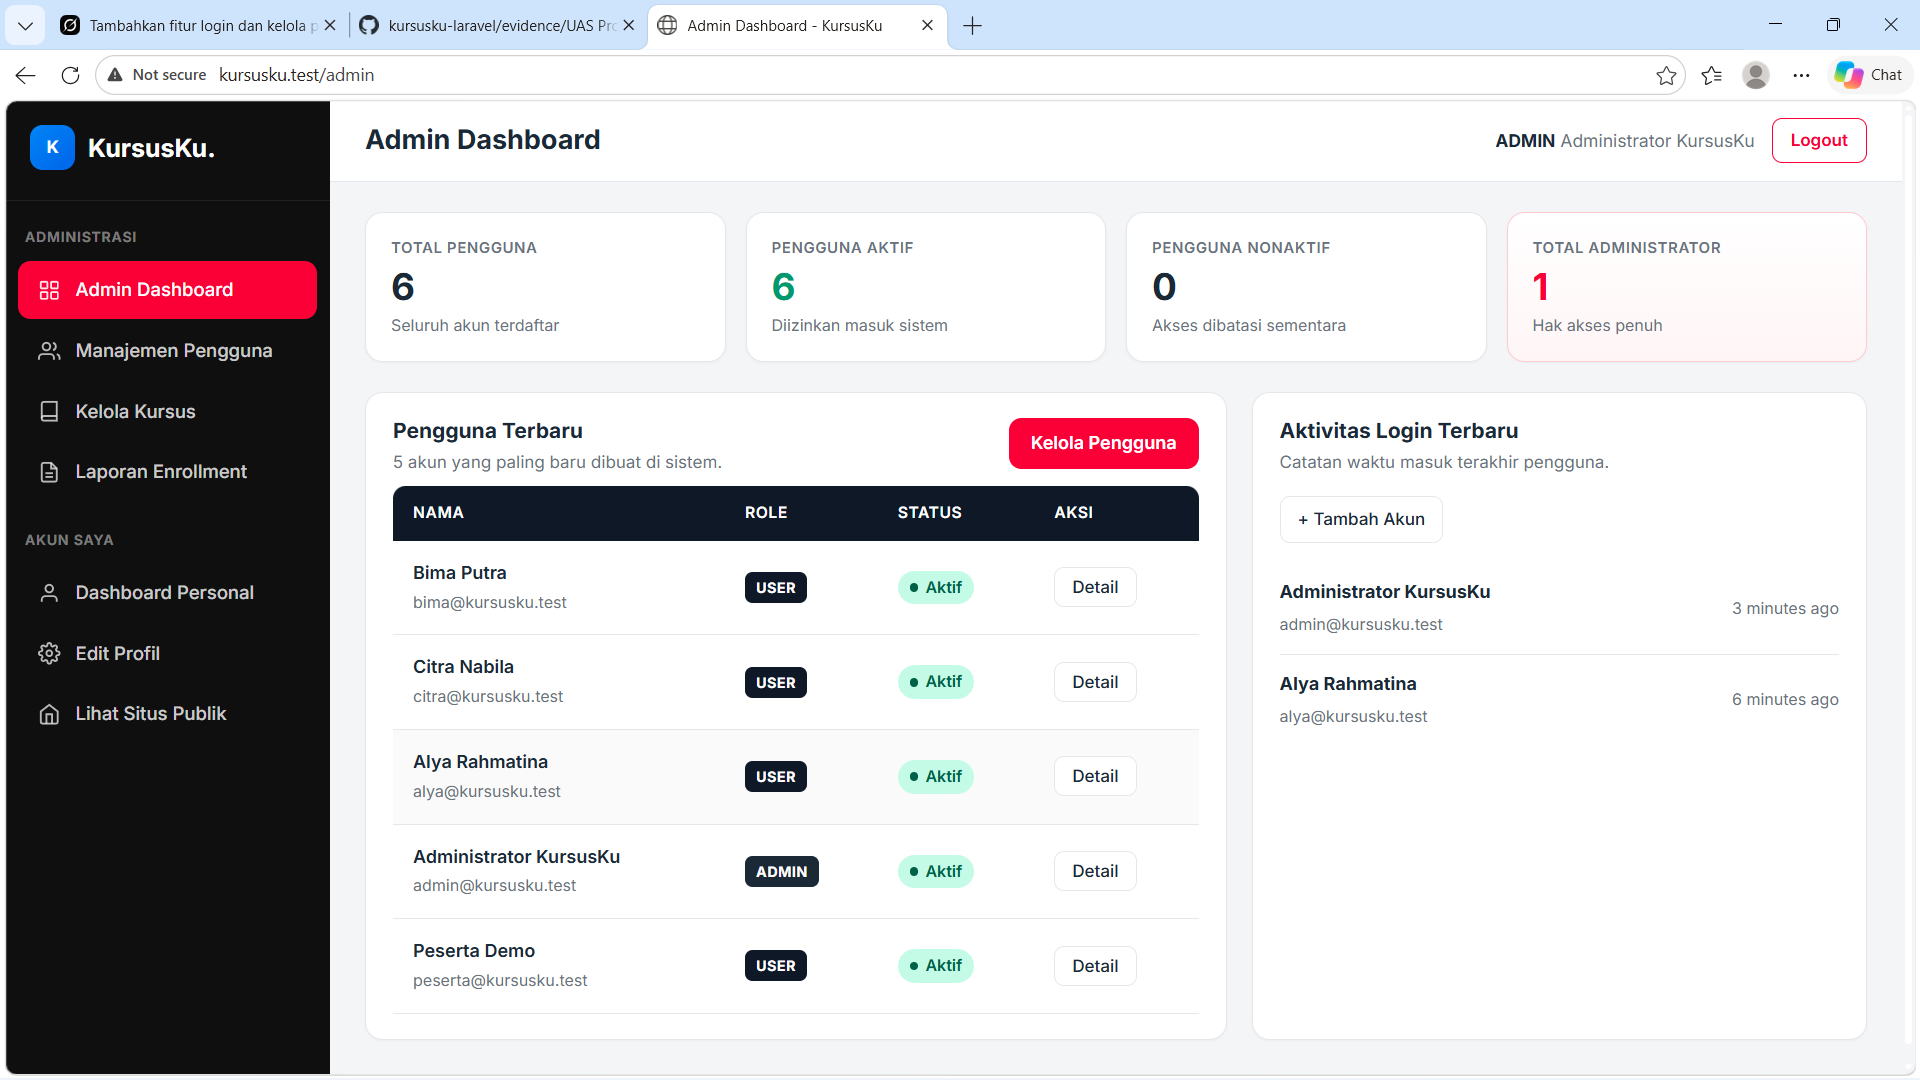 Tambahkan fitur login dan kelola p
kursusku-laravel/evidence/UAS Pro
Admin Dashboard - KursusKu
Not secure kursusku.test/admin
Chat
K
KursusKu.
Admin Dashboard
ADMIN Administrator KursusKu
Logout
ADMINISTRASI
Admin Dashboard
Manajemen Pengguna
Kelola Kursus
Laporan Enrollment
AKUN SAYA
Dashboard Personal
Edit Profil
Lihat Situs Publik
TOTAL PENGGUNA
6
Seluruh akun terdaftar
PENGGUNA AKTIF
6
Diizinkan masuk sistem
PENGGUNA NONAKTIF
0
Akses dibatasi sementara
TOTAL ADMINISTRATOR
1
Hak akses penuh
Pengguna Terbaru
5 akun yang paling baru dibuat di sistem.
Kelola Pengguna
NAMA ROLE STATUS AKSI
Bima Putra
bima@kursusku.test
USER Aktif Detail
Citra Nabila
citra@kursusku.test
USER Aktif Detail
Alya Rahmatina
alya@kursusku.test
USER Aktif Detail
Administrator KursusKu
admin@kursusku.test
ADMIN Aktif Detail
Peserta Demo
peserta@kursusku.test
USER Aktif Detail
Aktivitas Login Terbaru
Catatan waktu masuk terakhir pengguna.
+ Tambah Akun
Administrator KursusKu
admin@kursusku.test
3 minutes ago
Alya Rahmatina
alya@kursusku.test
6 minutes ago